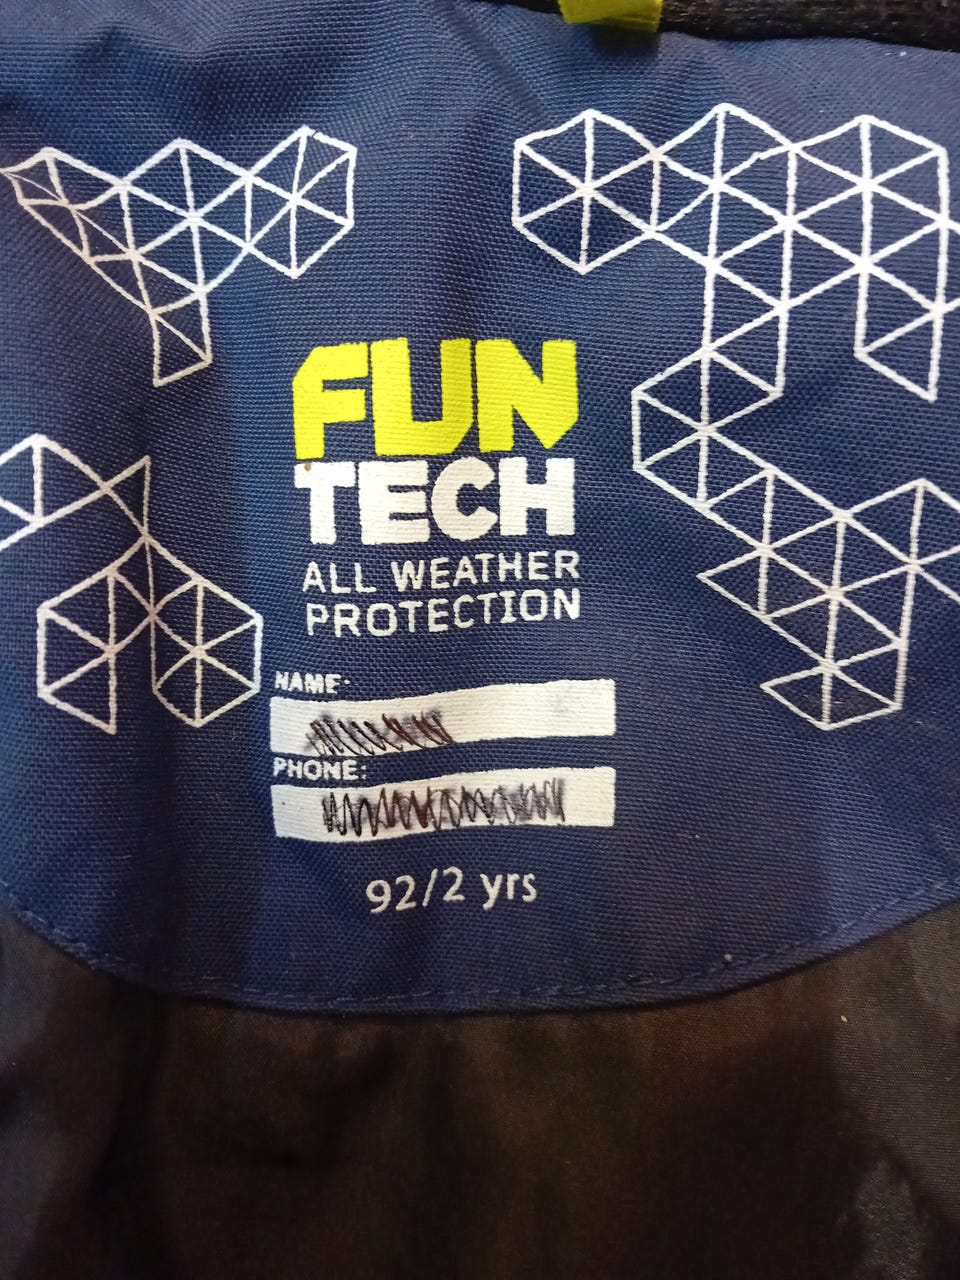 FUN
TECH
ALL WEATHER
PROTECTION
NAME:
PHONE:
92/2 yrs